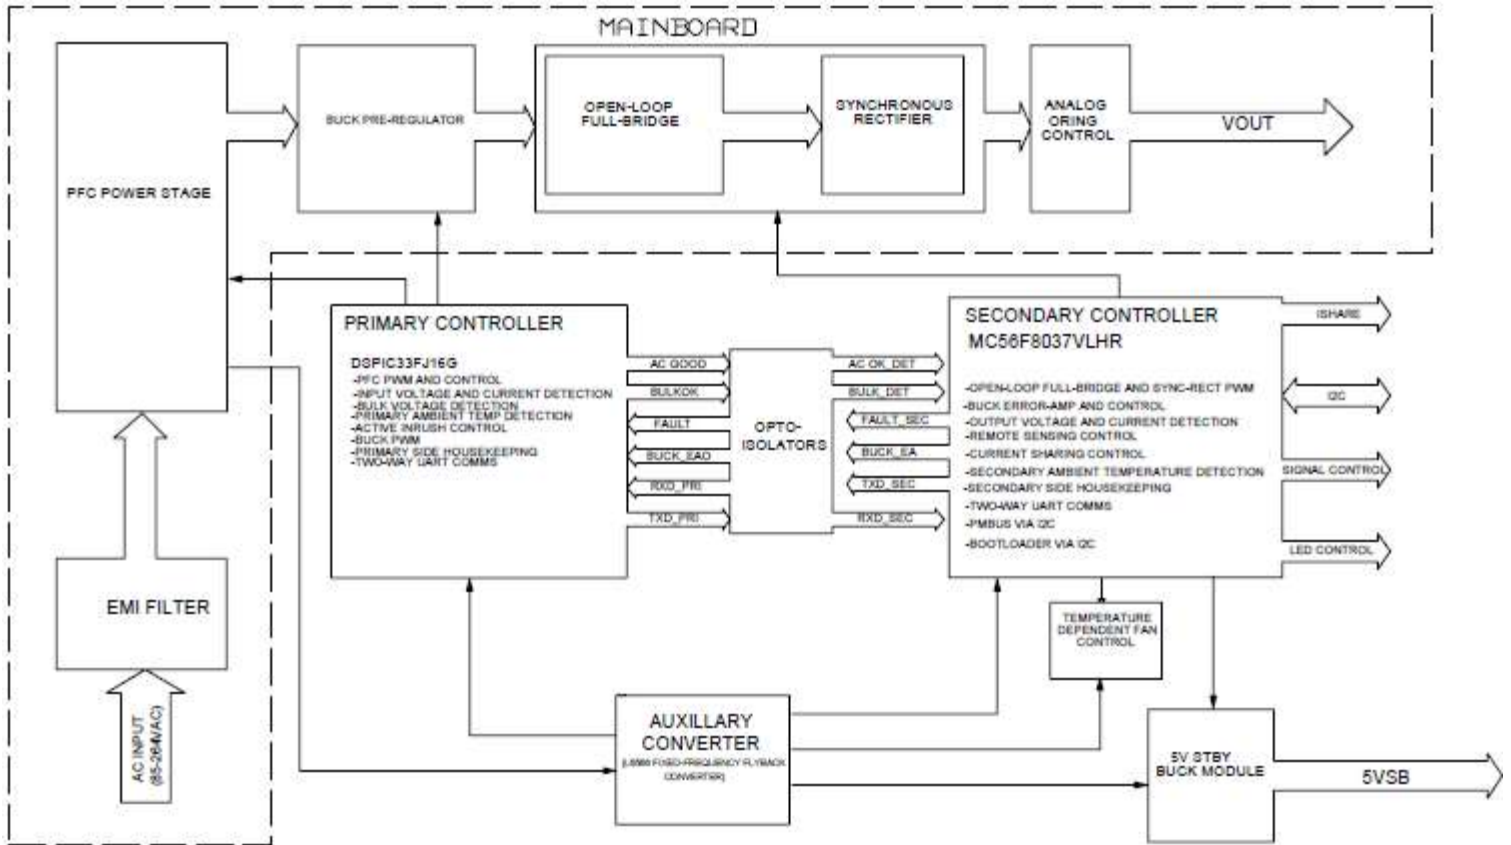 MAINBOARD
PFC POWER STAGE
BUCK PRE-REGULATOR
OPEN-LOOP
FULL-BRIDGE
SYNCHRONOUS
RECTIFIER
ANALOG
ORING
CONTROL
VOUT
PRIMARY CONTROLLER
DSPIC33FJ16G
-PFC PWM AND CONTROL
-INPUT VOLTAGE AND CURRENT DETECTION
-BULK VOLTAGE DETECTION
-PRIMARY AMBIENT TEMP DETECTION
-ACTIVE INRUSH CONTROL
-BUCK PWM
-PRIMARY SIDE HOUSEKEEPING
-TWO-WAY UART COMMS
AC GOOD
BULKOK
FAULT
BUCK_EAO
RXD_PRI
TXD_PRI
OPTO-
ISOLATORS
AC OK_DET
BULK_DET
FAULT_SEC
BUCK_EA
TXD_SEC
RXD_SEC
SECONDARY CONTROLLER
MC56F8037VLHR
-OPEN-LOOP FULL-BRIDGE AND SYNC-RECT PWM
-BUCK ERROR-AMP AND CONTROL
-OUTPUT VOLTAGE AND CURRENT DETECTION
-REMOTE SENSING CONTROL
-CURRENT SHARING CONTROL
-SECONDARY AMBIENT TEMPERATURE DETECTION
-SECONDARY SIDE HOUSEKEEPING
-TWO-WAY UART COMMS
-PMBUS VIA I2C
-BOOTLOADER VIA I2C
ISHARE
I2C
SIGNAL CONTROL
LED CONTROL
EMI FILTER
AC INPUT
(85-264VAC)
TEMPERATURE
DEPENDENT FAN
CONTROL
AUXILLARY
CONVERTER
FIXED-FREQUENCY FLYBACK
CONVERTER)
5V STBY
BUCK MODULE
5VSB